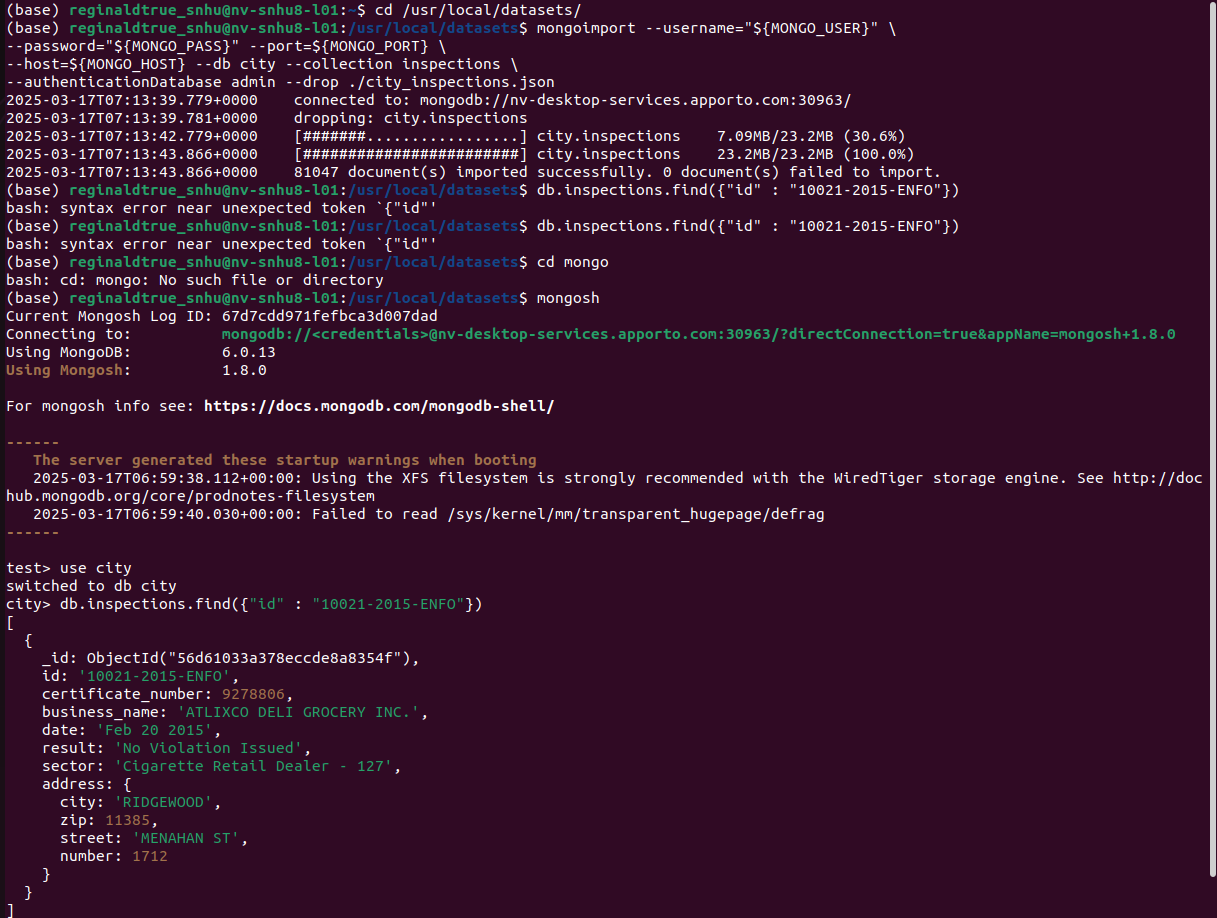 (base) reginaldtrue_snhu@nv-snhu8-l01:~$ cd /usr/local/datasets/
(base) reginaldtrue_snhu@nv-snhu8-l01:/usr/local/datasets$ mongoimport --username="${MONGO_USER}" \
--password="${MONGO_PASS}" --port=${MONGO_PORT} \
--host=${MONGO_HOST} --db city --collection inspections \
--authenticationDatabase admin --drop ./city_inspections.json
2025-03-17T07:13:39.779+0000    connected to: mongodb://nv-desktop-services.apporto.com:30963/
2025-03-17T07:13:39.781+0000    dropping: city.inspections
2025-03-17T07:13:42.779+0000    [#######.................] city.inspections    7.09MB/23.2MB (30.6%)
2025-03-17T07:13:43.866+0000    [########################] city.inspections    23.2MB/23.2MB (100.0%)
2025-03-17T07:13:43.866+0000    81047 document(s) imported successfully. 0 document(s) failed to import.
(base) reginaldtrue_snhu@nv-snhu8-l01:/usr/local/datasets$ db.inspections.find({"id" : "10021-2015-ENFO"})
bash: syntax error near unexpected token `{"id"'
(base) reginaldtrue_snhu@nv-snhu8-l01:/usr/local/datasets$ db.inspections.find({"id" : "10021-2015-ENFO"})
bash: syntax error near unexpected token `{"id"'
(base) reginaldtrue_snhu@nv-snhu8-l01:/usr/local/datasets$ cd mongo
bash: cd: mongo: No such file or directory
(base) reginaldtrue_snhu@nv-snhu8-l01:/usr/local/datasets$ mongosh
Current Mongosh Log ID: 67d7cdd971fefbca3d007dad
Connecting to:          mongodb://<credentials>@nv-desktop-services.apporto.com:30963/?directConnection=true&appName=mongosh+1.8.0
Using MongoDB:          6.0.13
Using Mongosh:          1.8.0

For mongosh info see: https://docs.mongodb.com/mongodb-shell/

------
   The server generated these startup warnings when booting
   2025-03-17T06:59:38.112+00:00: Using the XFS filesystem is strongly recommended with the WiredTiger storage engine. See http://doc
hub.mongodb.org/core/prodnotes-filesystem
   2025-03-17T06:59:40.030+00:00: Failed to read /sys/kernel/mm/transparent_hugepage/defrag
------

test> use city
switched to db city
city> db.inspections.find({"id" : "10021-2015-ENFO"})
[
  {
    _id: ObjectId("56d61033a378eccde8a8354f"),
    id: '10021-2015-ENFO',
    certificate_number: 9278806,
    business_name: 'ATLIXCO DELI GROCERY INC.',
    date: 'Feb 20 2015',
    result: 'No Violation Issued',
    sector: 'Cigarette Retail Dealer - 127',
    address: {
      city: 'RIDGEWOOD',
      zip: 11385,
      street: 'MENAHAN ST',
      number: 1712
    }
  }
]